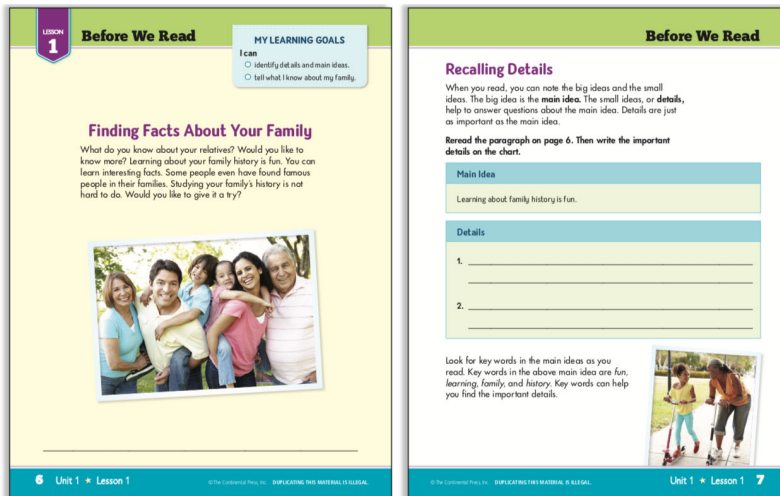 LESSON
1
Before We Read
MY LEARNING GOALS
I can
identify details and main ideas.
tell what I know about my family.
Finding Facts About Your Family
What do you know about your relatives? Would you like to
know more? Learning about your family history is fun. You can
learn interesting facts. Some people even have found famous
people in their families. Studying your family's history is not
hard to do. Would you like to give it a try?
6 Unit 1 ★ Lesson 1
©The Continental Press, Inc. DUPLICATING THIS MATERIAL IS ILLEGAL.
Before We Read
Recalling Details
When you read, you can note the big ideas and the small
ideas. The big idea is the main idea. The small ideas, or details,
help to answer questions about the main idea. Details are just
as important as the main idea.
Reread the paragraph on page 6. Then write the important
details on the chart.
Main Idea
Learning about family history is fun.
Details
1.
2.
Look for key words in the main ideas as you
read. Key words in the above main idea are fun,
learning, family, and history. Key words can help
you find the important details.
©The Continental Press, Inc. DUPLICATING THIS MATERIAL IS ILLEGAL.
Unit 1 ★ Lesson 1 7